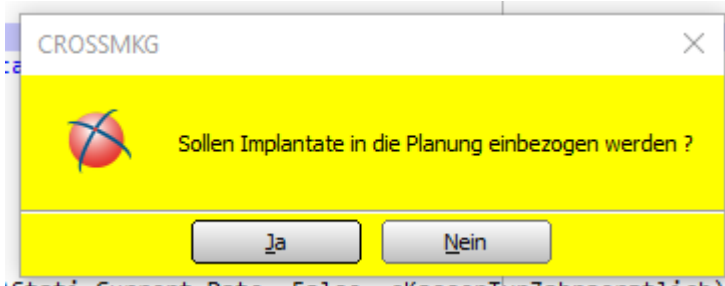 CROSSMKG
Sollen Implantate in die Planung einbezogen werden ?
Ja
Nein